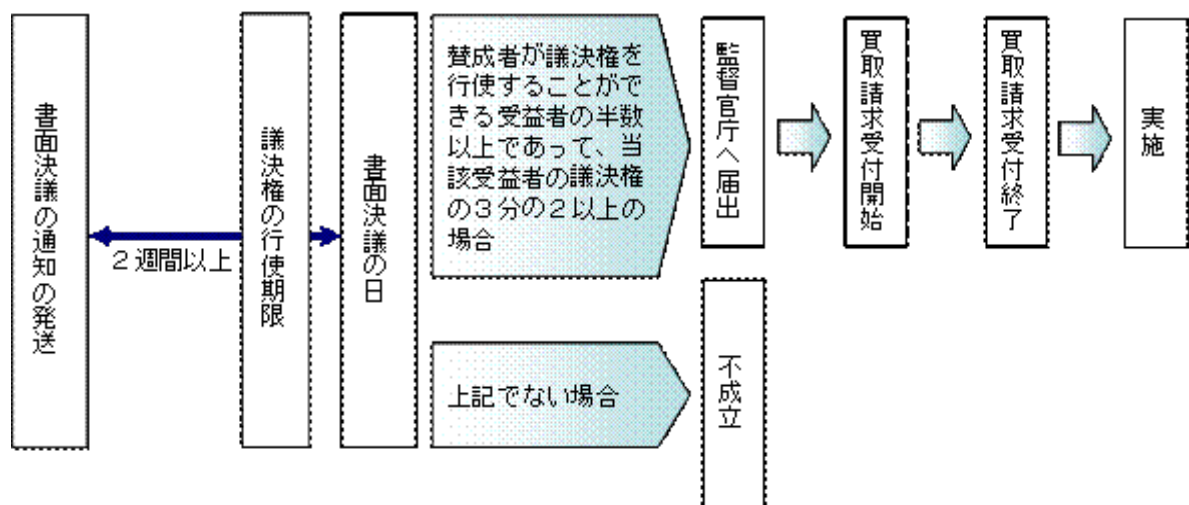 書面決議の通知の発送
2週間以上
議決権の行使期限
書面決議の日
賛成者が議決権を
行使することがで
きる受益者の半数
以上であって、当
該受益者の議決権
の3分の2以上の
場合
監督官庁へ届出
買取請求受付開始
買取請求受付終了
実施
上記でない場合
不成立